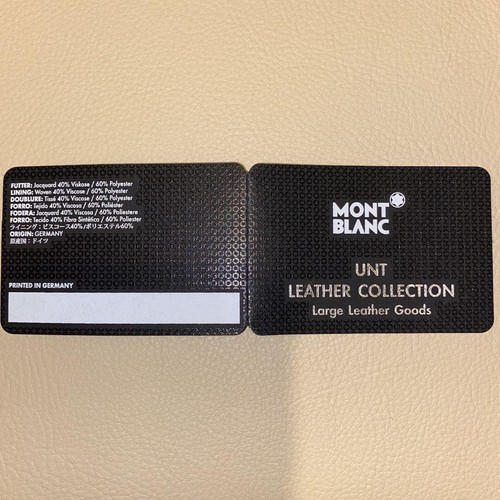 FUTTER: Jacquard 40% Viskose / 60% Polyester
LINING: Woven 40% Viscose / 60% Polyester
DOUBLURE: Tissé 40% Viscose / 60% Polyester
FORRO: Tejido 40% Viscosa / 60% Poliéster
FODERA: Jacquard 40% Viscosa / 60% Poliestere
FORRO: Tecido 40% Fibra Sintética / 60% Poliéster
ライニング：ビスコース40%/ポリエステル60%
ORIGIN: GERMANY
原産国：ドイツ
PRINTED IN GERMANY
MONT
BLANC
UNT
LEATHER COLLECTION
Large Leather Goods